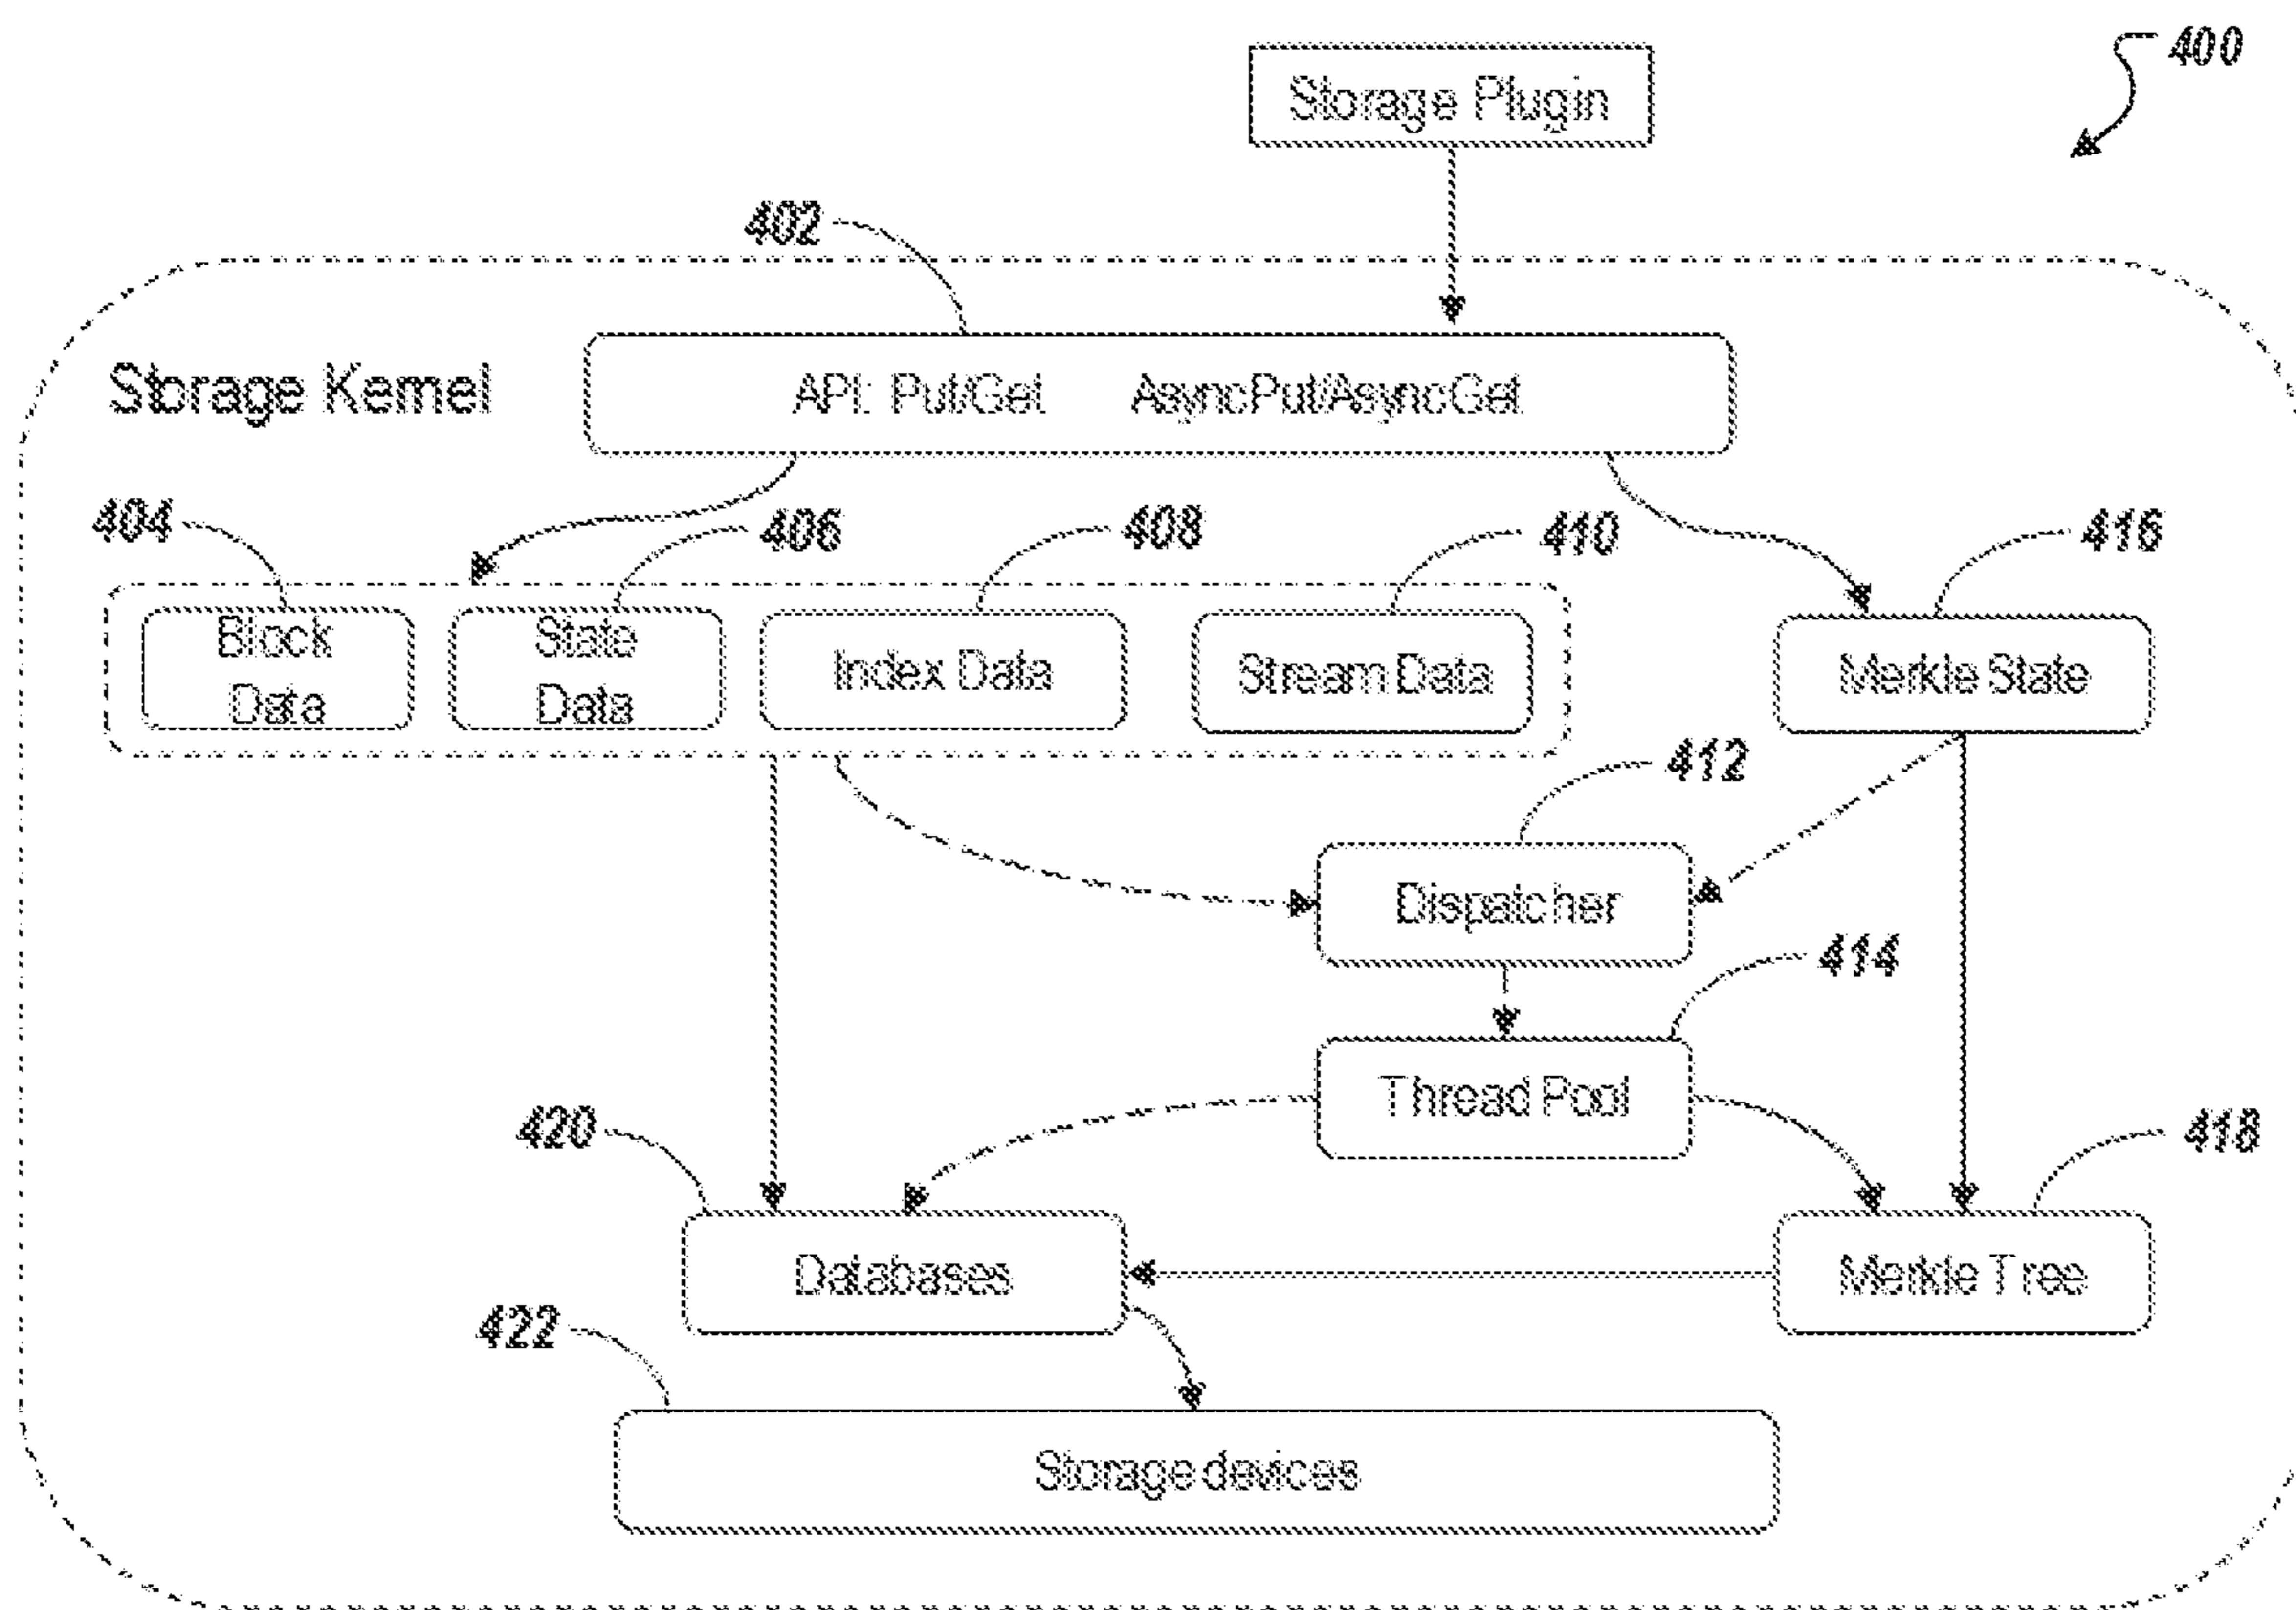 400
Storage Plugin
402
Storage Kernel
API: Put/Get AsyncPut/AsyncGet
404
406
408
410
416
Block
Data
State
Data
Index Data
Stream Data
Merkle State
412
Dispatcher
414
Thread Pool
420
418
Databases
Merkle Tree
422
Storage devices